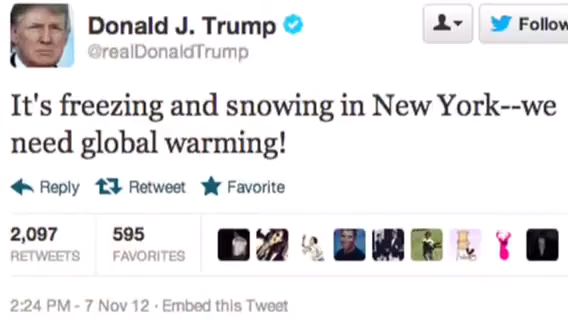 Donald J. Trump
@realDonaldTrump
Follow
It's freezing and snowing in New York--we
need global warming!
Reply Retweet Favorite
2,097 595
RETWEETS FAVORITES
2:24 PM - 7 Nov 12 · Embed this Tweet